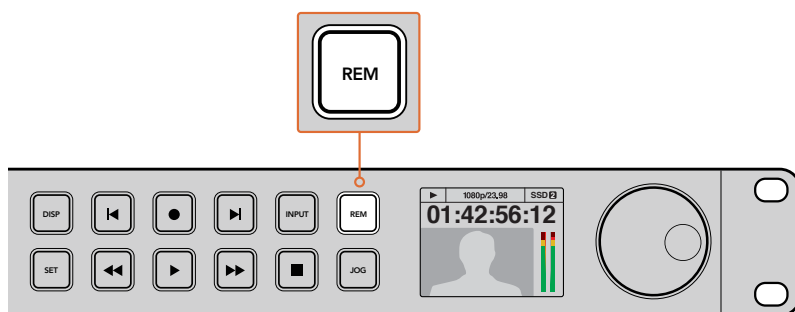 REM
DISP
INPUT
REM
1080p/23.98 SSD 2
01:42:56:12
SET
JOG